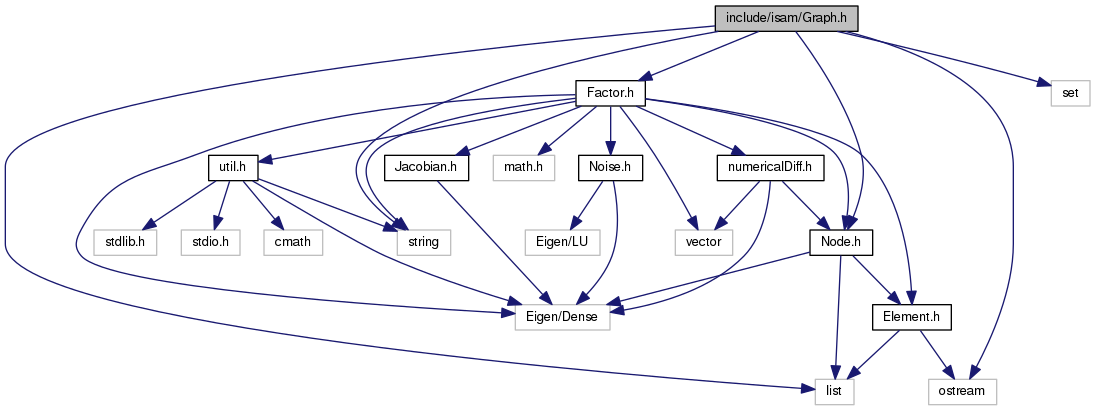 include/isam/Graph.h
Factor.h
set
util.h
Jacobian.h
math.h
Noise.h
numericalDiff.h
stdlib.h
stdio.h
cmath
string
Eigen/LU
vector
Node.h
Eigen/Dense
Element.h
list
ostream